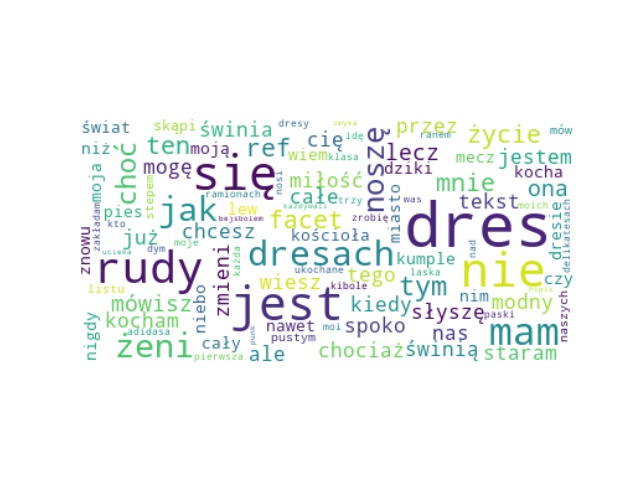 świat
skąpi
świnia
dresy
zmyka
idę
przez
życie
mów
niż
ten
moją
ref
cię
wiem
klasa
lecz
mecz
jestem
moja
choć
mogę
się
nosi
miłość
noszę
dziki
mnie
kocha
ona
stepem
ramionach
całe
trzy
tekst
zakładam
pies
jak
lew
każdywali
miasto
was
dres
moich
dresie
delikatesach
kto
bejsbolem
facet
zrobię
już
chcesz
kościoła
znowu
dym
moje
ucieka
rudy
zmieni
każda
dresach
kumple
nad
nie
ukochane
tego
laska
czy
listu
wiesz
kibole
tym
nim
hipis
mówisz
niebo
jest
kiedy
słyszę
modny
paski
naszych
kocham
adidasa
nawet
moi
spoko
nas
mam
nigdy
żeni
cały
punk
pustym
pierwsza
ale
chociaż
świnią
staram